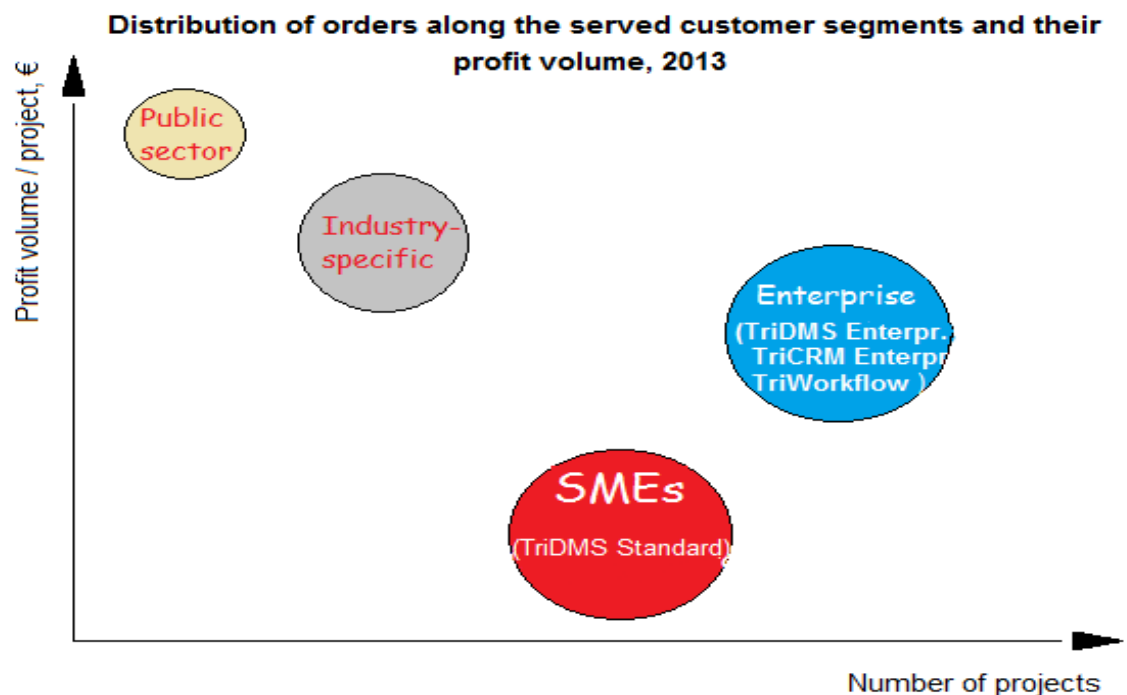 Distribution of orders along the served customer segments and their
profit volume, 2013
Profit volume / project, €
Public
sector
Industry-
specific
Enterprise
(TriDMS Enterpr.,
TriCRM Enterpr
TriWorkflow )
SMEs
(TriDMS Standard)
Number of projects